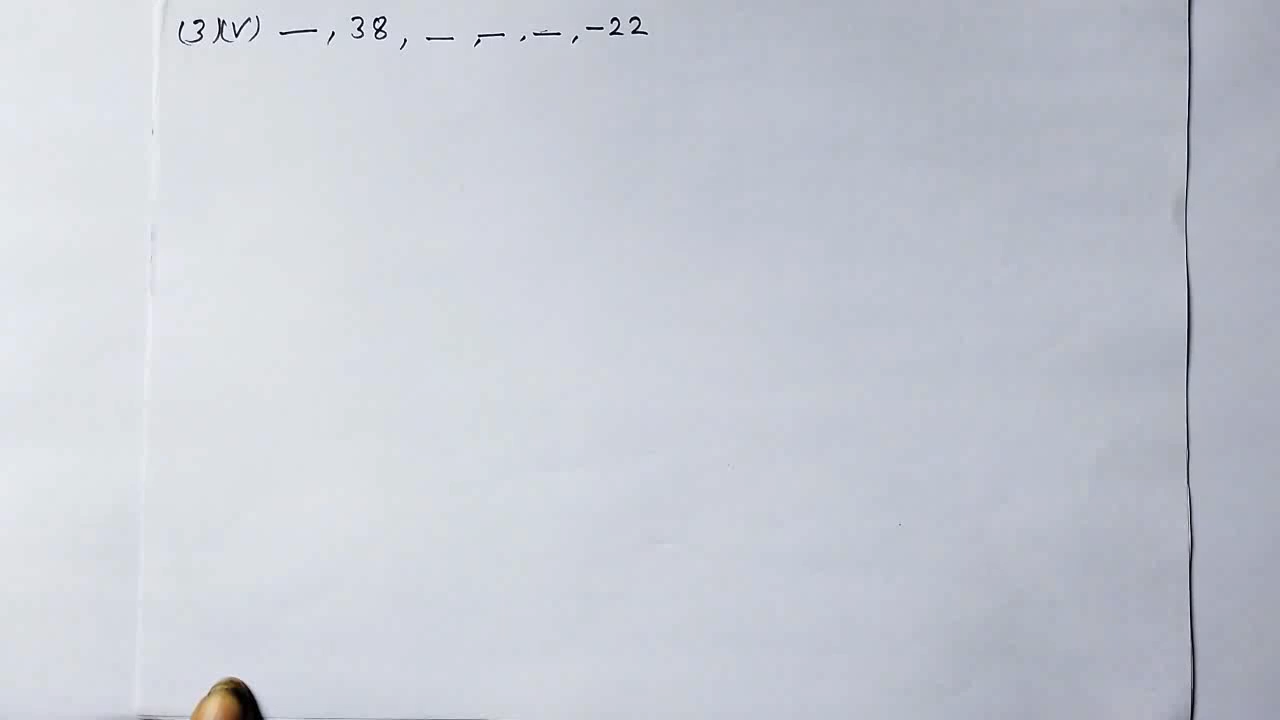 (3)(V) —, 38, —, —, —, -22